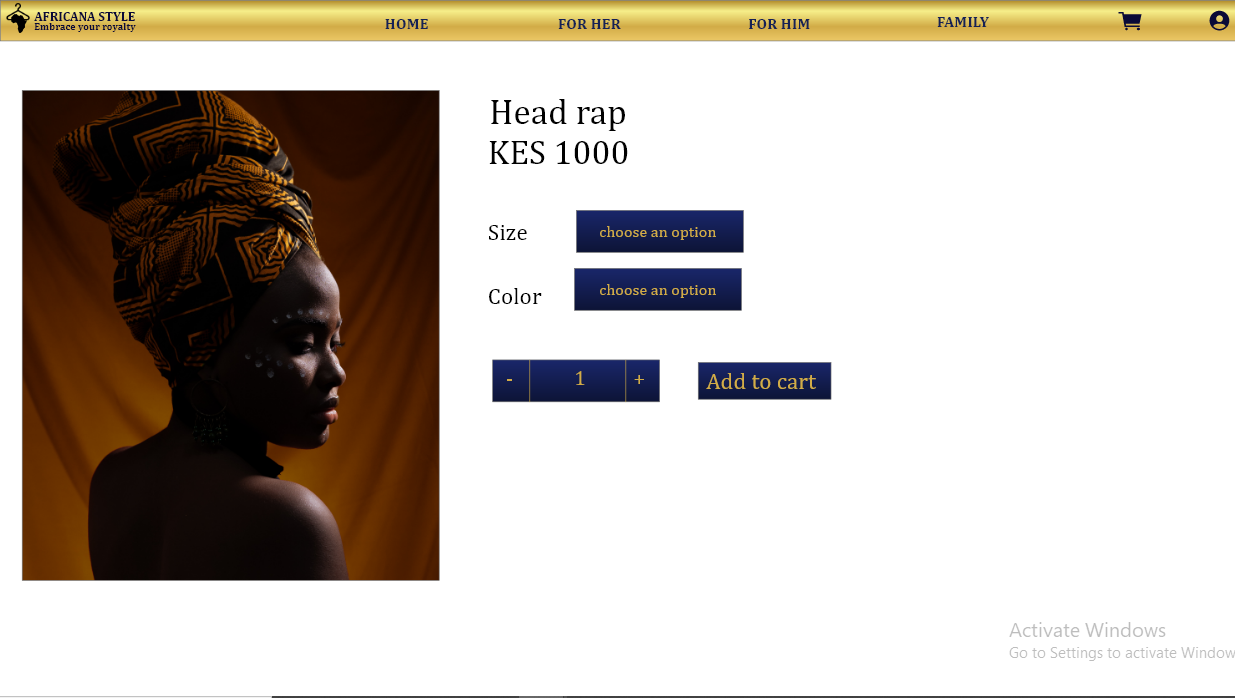 AFRICANA STYLE
Embrace your royalty
HOME
FOR HER
FOR HIM
FAMILY
Head rap
KES 1000
Size
choose an option
Color
choose an option
- 1 +
Add to cart
Activate Windows
Go to Settings to activate Window